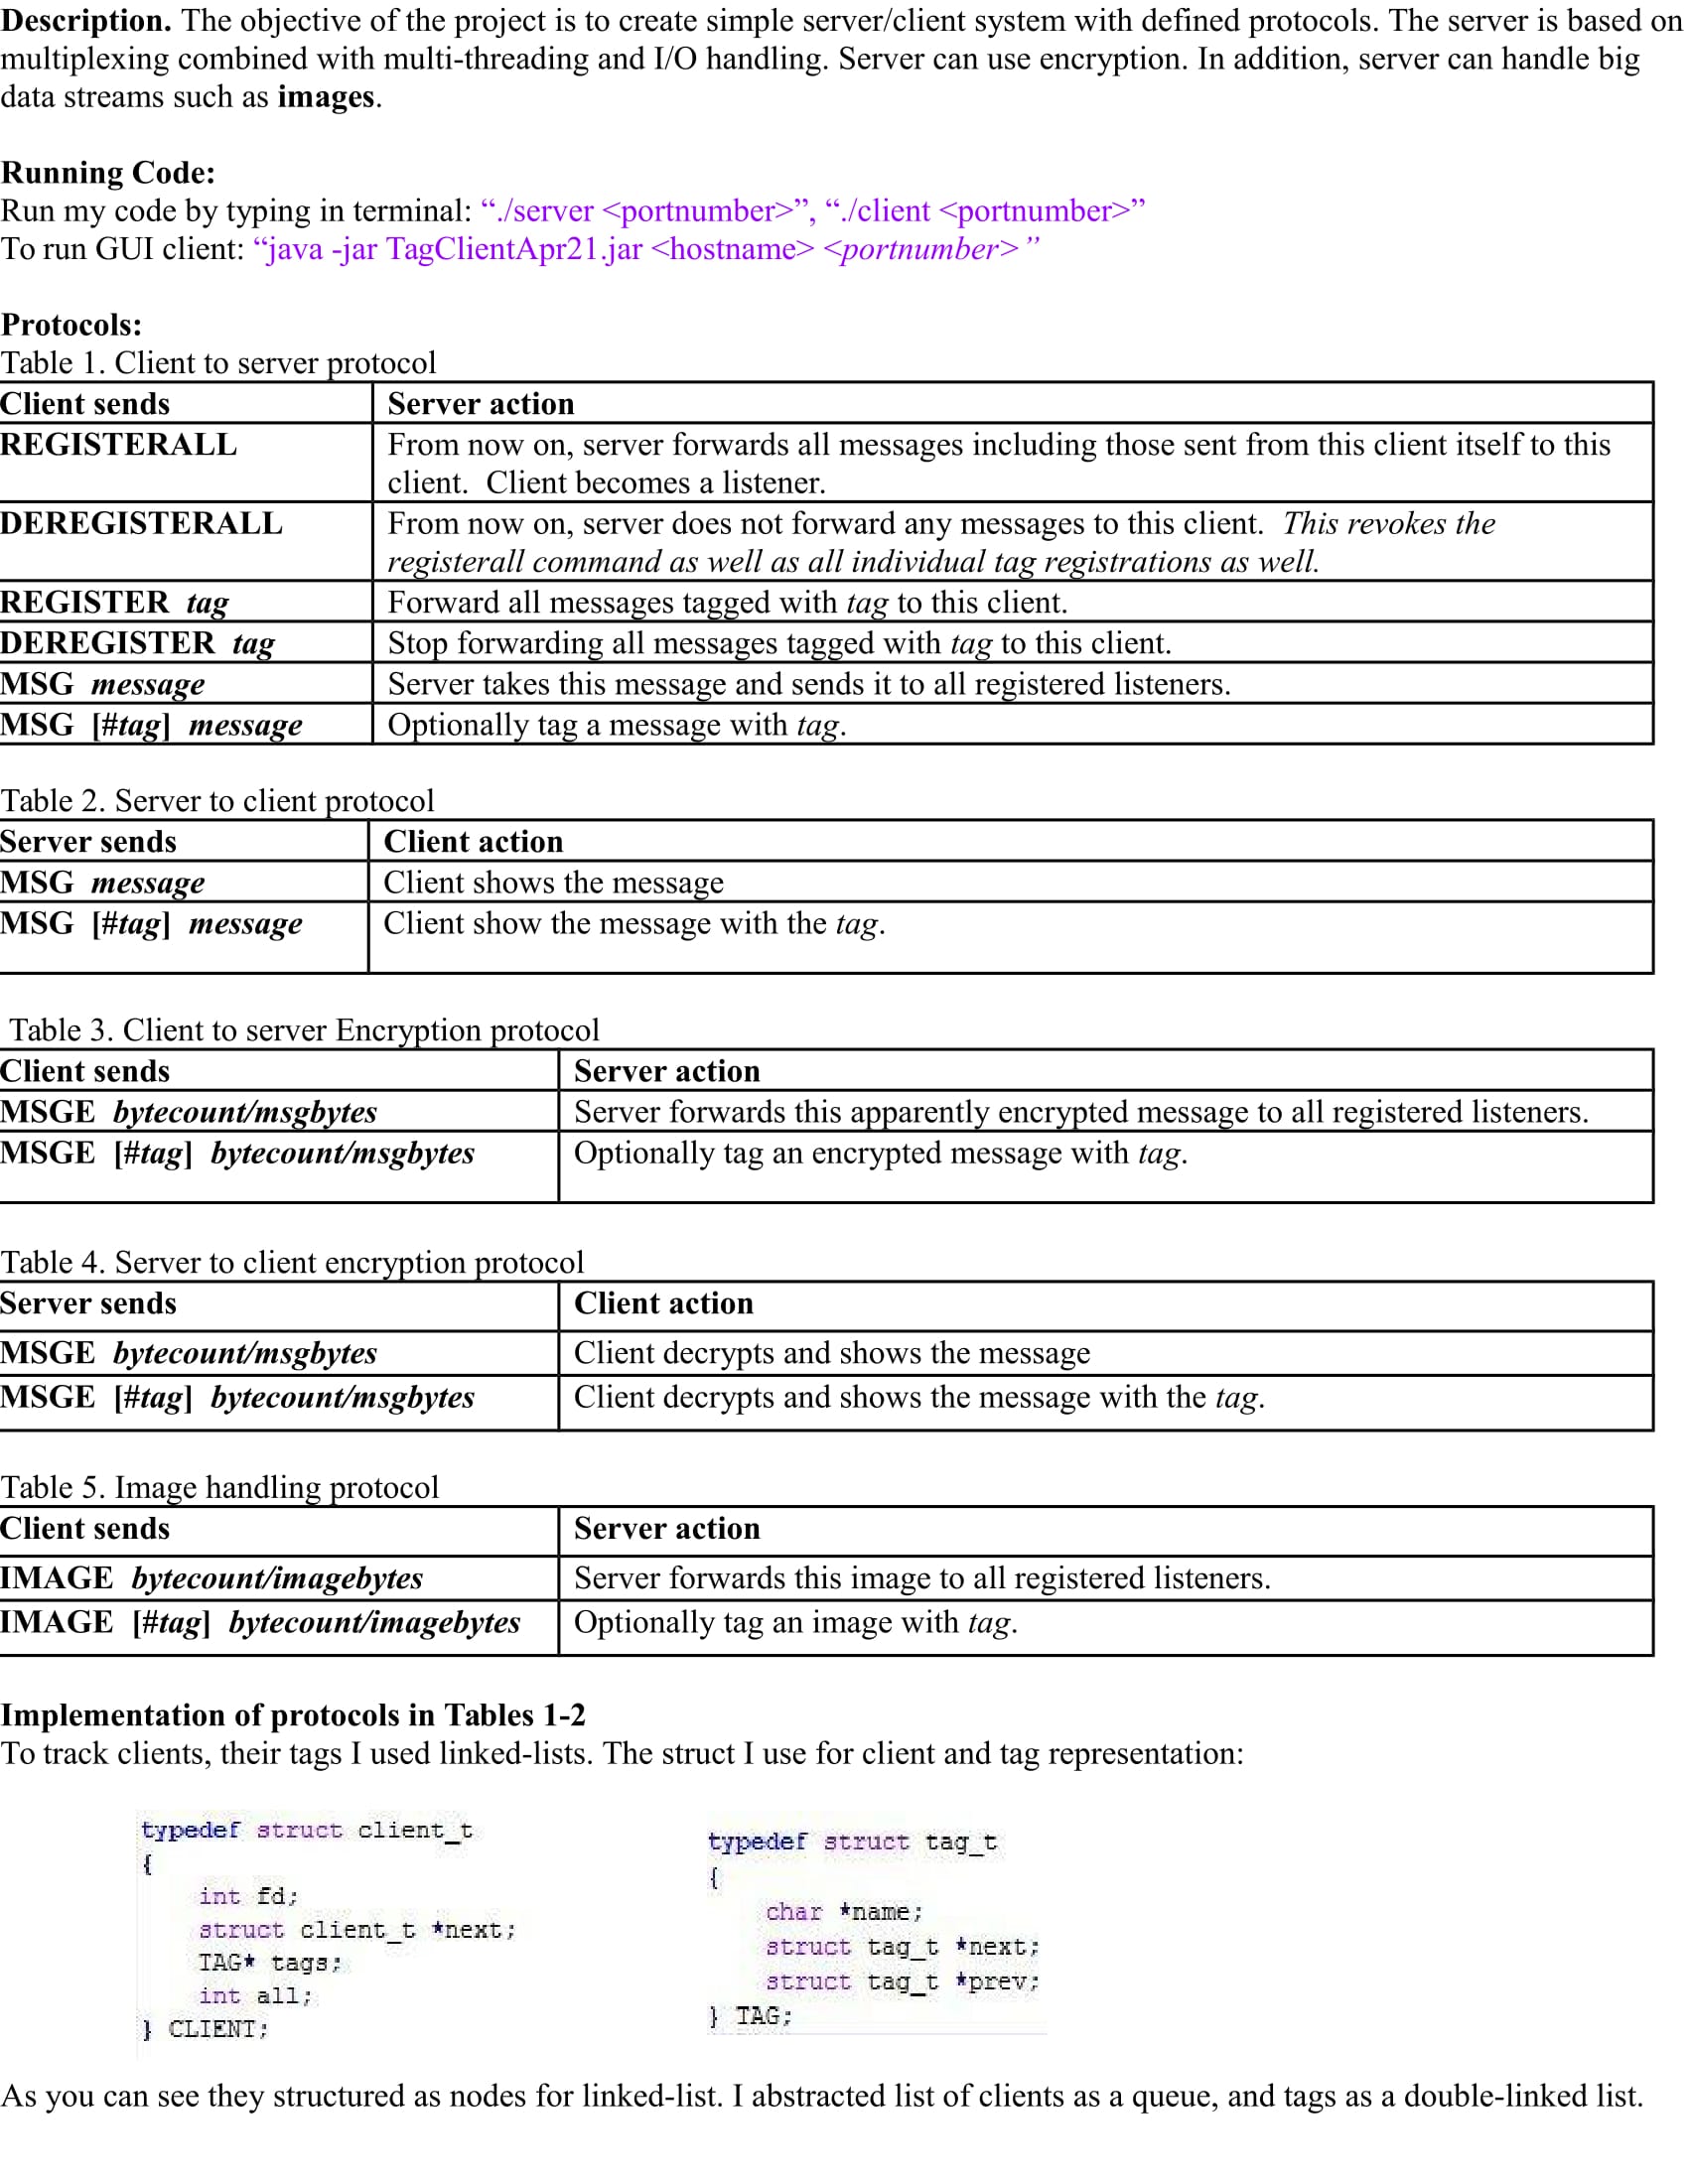 Description. The objective of the project is to create simple server/client system with defined protocols. The server is based on
multiplexing combined with multi-threading and I/O handling. Server can use encryption. In addition, server can handle big
data streams such as images.
Running Code:
Run my code by typing in terminal: “./server <portnumber>”, “./client <portnumber>”
To run GUI client: “java -jar TagClientApr21.jar <hostname> <portnumber>”
Protocols:
Table 1. Client to server protocol
Client sends Server action
REGISTERALL From now on, server forwards all messages including those sent from this client itself to this
client. Client becomes a listener.
DEREGISTERALL From now on, server does not forward any messages to this client. This revokes the
registerall command as well as all individual tag registrations as well.
REGISTER tag Forward all messages tagged with tag to this client.
DEREGISTER tag Stop forwarding all messages tagged with tag to this client.
MSG message Server takes this message and sends it to all registered listeners.
MSG [#tag] message Optionally tag a message with tag.
Table 2. Server to client protocol
Server sends Client action
MSG message Client shows the message
MSG [#tag] message Client show the message with the tag.
Table 3. Client to server Encryption protocol
Client sends Server action
MSGE bytecount/msgbytes Server forwards this apparently encrypted message to all registered listeners.
MSGE [#tag] bytecount/msgbytes Optionally tag an encrypted message with tag.
Table 4. Server to client encryption protocol
Server sends Client action
MSGE bytecount/msgbytes Client decrypts and shows the message
MSGE [#tag] bytecount/msgbytes Client decrypts and shows the message with the tag.
Table 5. Image handling protocol
Client sends Server action
IMAGE bytecount/imagebytes Server forwards this image to all registered listeners.
IMAGE [#tag] bytecount/imagebytes Optionally tag an image with tag.
Implementation of protocols in Tables 1-2
To track clients, their tags I used linked-lists. The struct I use for client and tag representation:
typedef struct client_t
{
int fd;
struct client_t *next;
TAG* tags;
int all;
} CLIENT;
typedef struct tag_t
{
char *name;
struct tag_t *next;
struct tag_t *prev;
} TAG;
As you can see they structured as nodes for linked-list. I abstracted list of clients as a queue, and tags as a double-linked list.